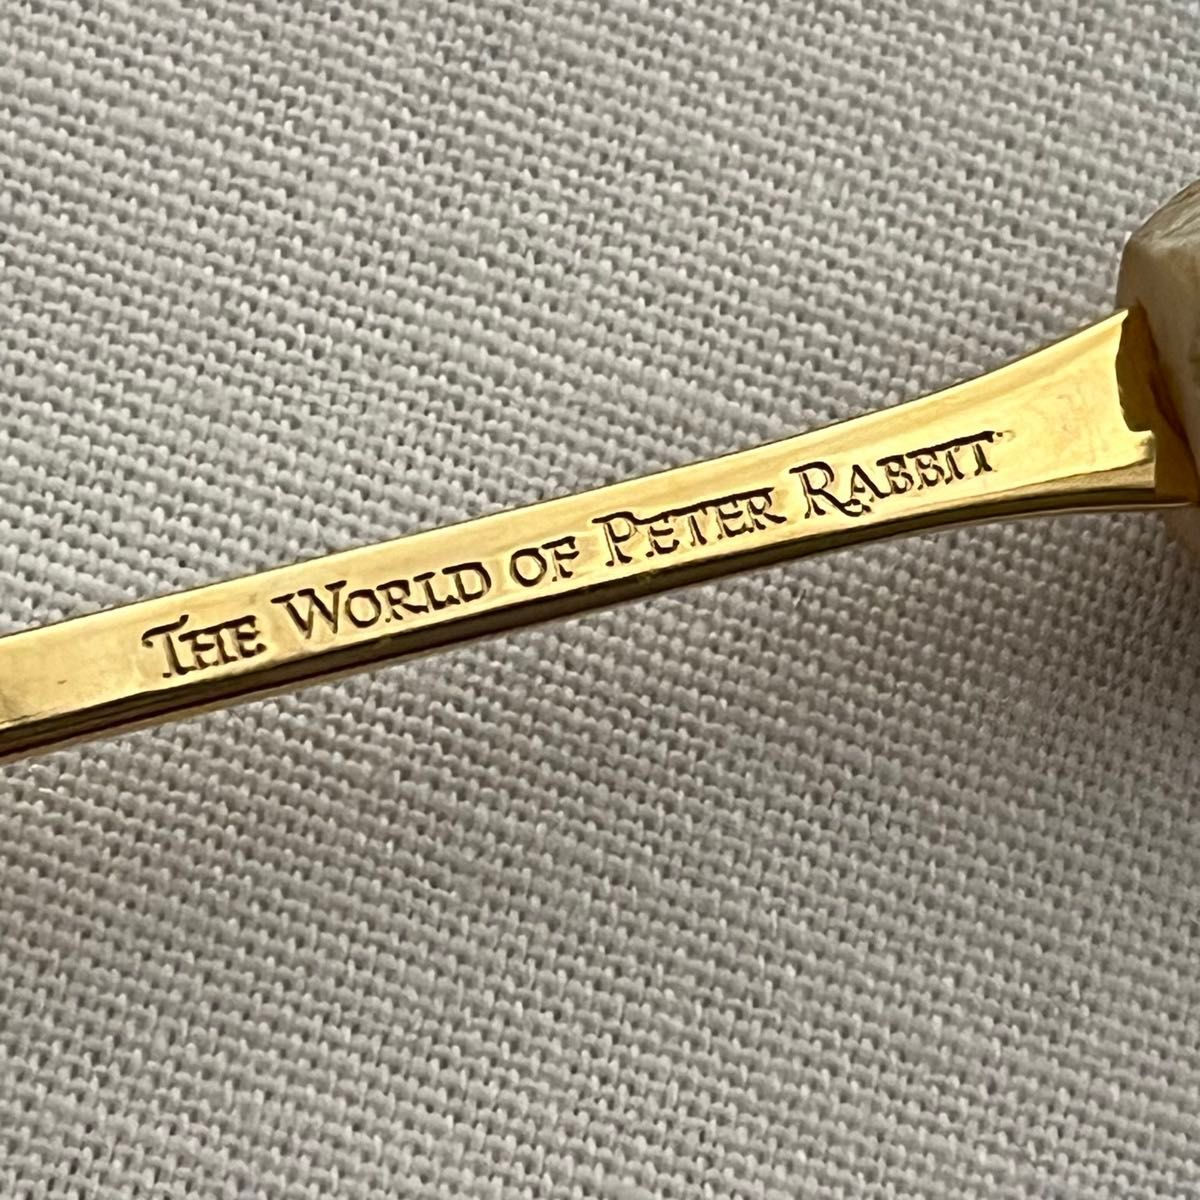 THE WORLD OF PETER RABBIT